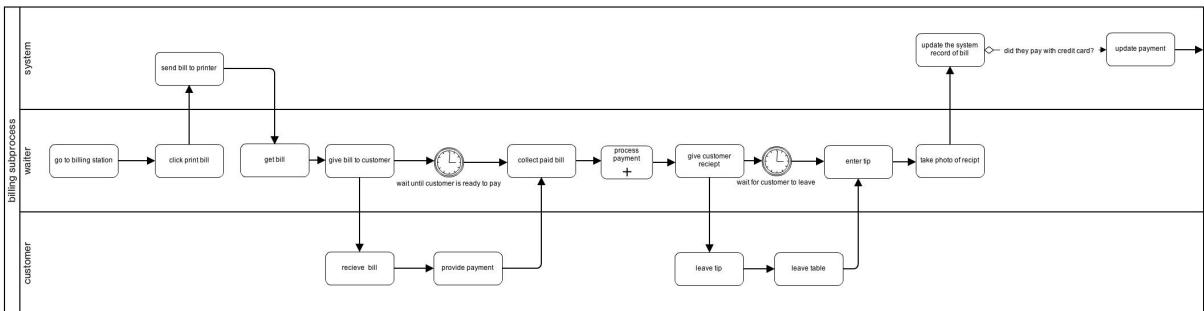 billing subprocess
system
send bill to printer
update the system
record of bill
did they pay with credit card?
update payment
waiter
go to billing station
click print bill
get bill
give bill to customer
wait until customer is ready to pay
collect paid bill
process
payment
give customer
reciept
wait for customer to leave
enter tip
take photo of recipt
customer
recieve bill
provide payment
leave tip
leave table